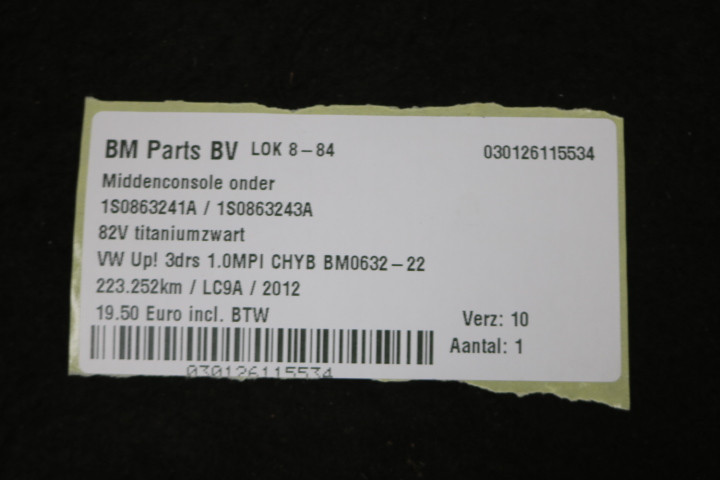 BM Parts BV LOK 8-84 030126115534
Middenconsole onder
1S0863241A / 1S0863243A
82V titaniumzwart
VW Up! 3drs 1.0MPI CHYB BM0632-22
223.252km / LC9A / 2012
19.50 Euro incl. BTW Verz: 10
Aantal: 1
030126115534